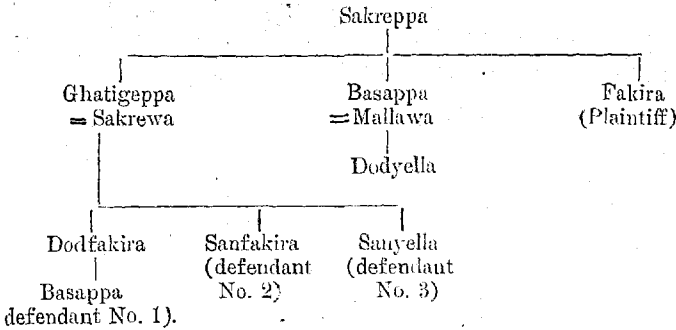 Sakreppa
Ghatigeppa Basappa Fakira
= Sakrewa = Mallawa (Plaintiff)
Dodyella
Dodfakira Sanfakira Sanyella
(defendant (defendant
Basappa No. 2) No. 3)
defendant No. 1).